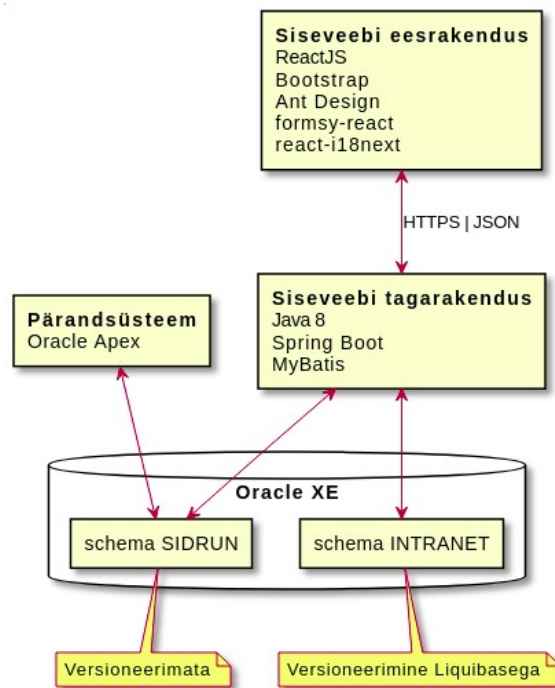 Siseveebi eesrakendus
ReactJS
Bootstrap
Ant Design
formsy-react
react-i18next
HTTPS | JSON
Pärandsüsteem
Oracle Apex
Siseveebi tagarakendus
Java 8
Spring Boot
MyBatis
Oracle XE
schema SIDRUN
schema INTRANET
Versioneerimata
Versioneerimine Liquibasega